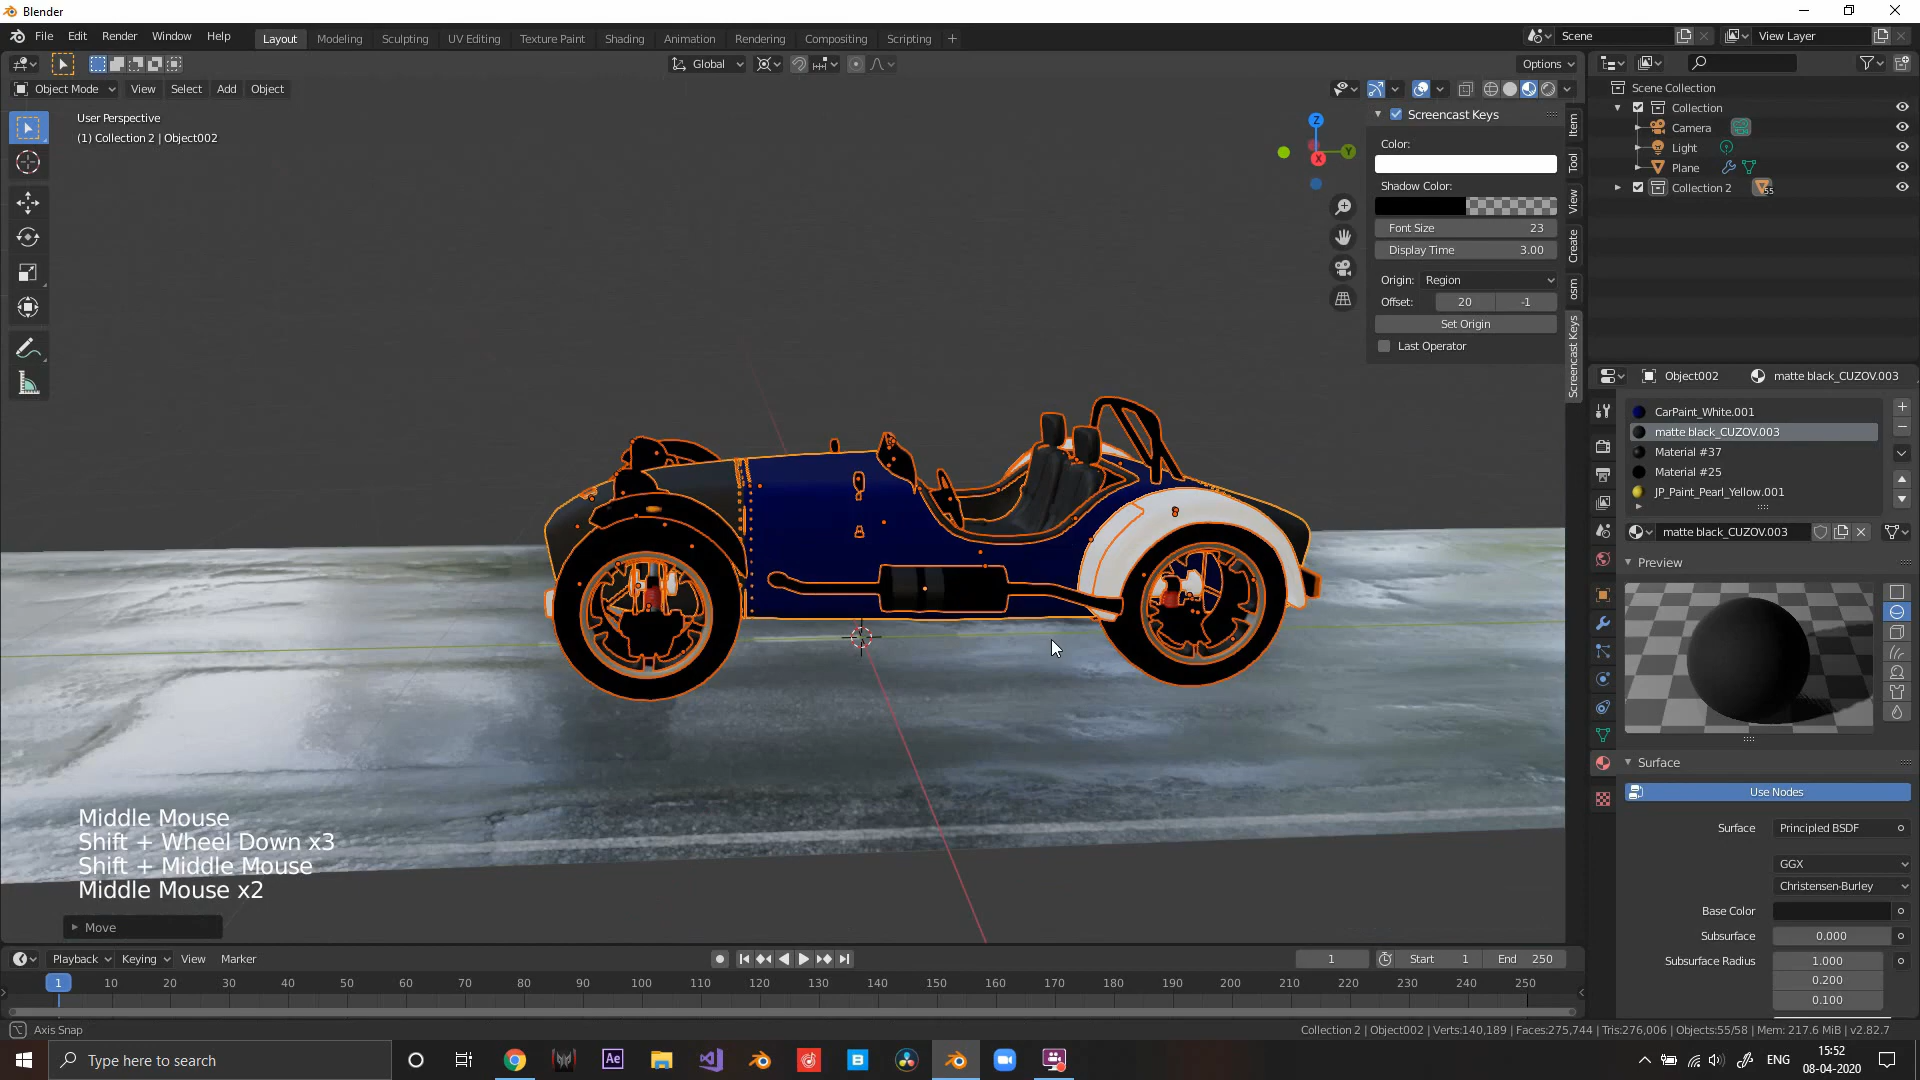 Blender
File Edit Render Window Help
Layout Modeling Sculpting UV Editing Texture Paint Shading Animation Rendering Compositing Scripting +
Scene
View Layer
Global
Options
Object Mode View Select Add Object
User Perspective
(1) Collection 2 | Object002
Z
Y
X
Screencast Keys
Color:
Shadow Color:
Font Size 23
Display Time 3.00
Origin: Region
Offset: 20 -1
Set Origin
Last Operator
Item
Tool
View
Create
osm
Screencast Keys
Scene Collection
Collection
Camera
Light
Plane
Collection 2
55
Object002 matte black_CUZOV.003
CarPaint_White.001
matte black_CUZOV.003
Material #37
Material #25
JP_Paint_Pearl_Yellow.001
matte black_CUZOV.003
Preview
Surface
Use Nodes
Surface Principled BSDF
GGX
Christensen-Burley
Base Color
Subsurface 0.000
Subsurface Radius 1.000
0.200
0.100
Middle Mouse
Shift + Wheel Down x3
Shift + Middle Mouse
Middle Mouse x2
Move
Playback Keying View Marker
1 Start 1 End 250
1 10 20 30 40 50 60 70 80 90 100 110 120 130 140 150 160 170 180 190 200 210 220 230 240 250
Axis Snap
Collection 2 | Object002 | Verts:140,189 | Faces:275,744 | Tris:276,006 | Objects:55/58 | Mem: 217.6 MiB | v2.82.7
Type here to search
Ae
B
ENG
15:52
08-04-2020